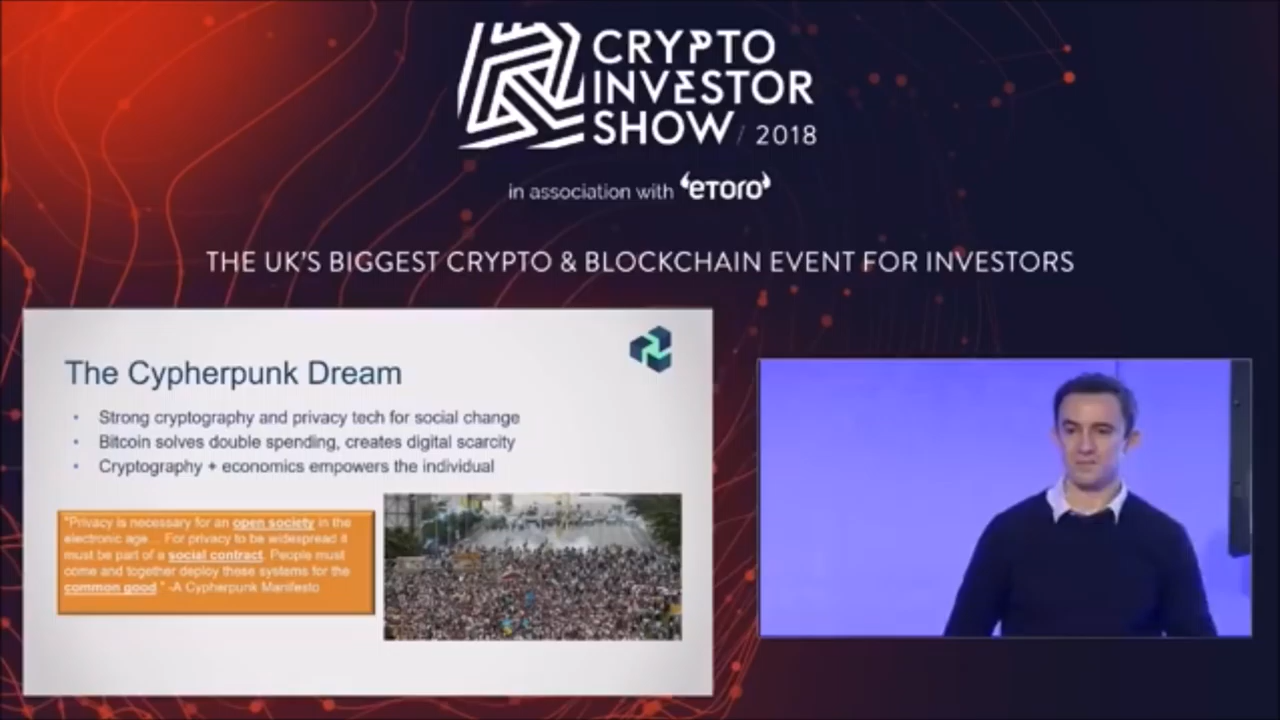 CRYPTO
INVESTOR
SHOW / 2018
in association with eToro
THE UK'S BIGGEST CRYPTO & BLOCKCHAIN EVENT FOR INVESTORS
The Cypherpunk Dream
• Strong cryptography and privacy tech for social change
• Bitcoin solves double spending, creates digital scarcity
• Cryptography + economics empowers the individual
"Privacy is necessary for an open society in the
electronic age... For privacy to be widespread it
must be part of a social contract. People must
come and together deploy these systems for the
common good." -A Cypherpunk Manifesto